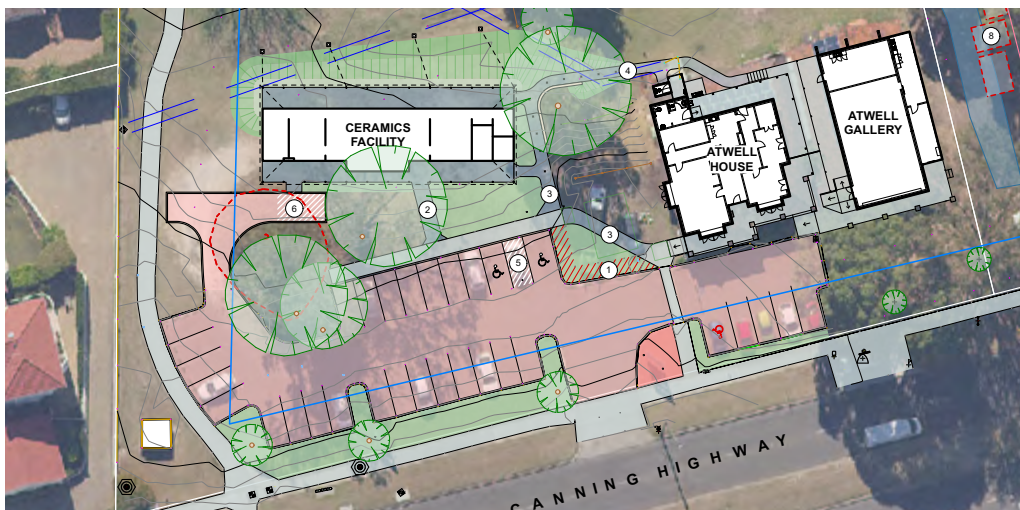 8
4
CERAMICS
FACILITY
ATWELL
GALLERY
ATWELL
HOUSE
3
6
2
3
5
1
CANNING HIGHWAY